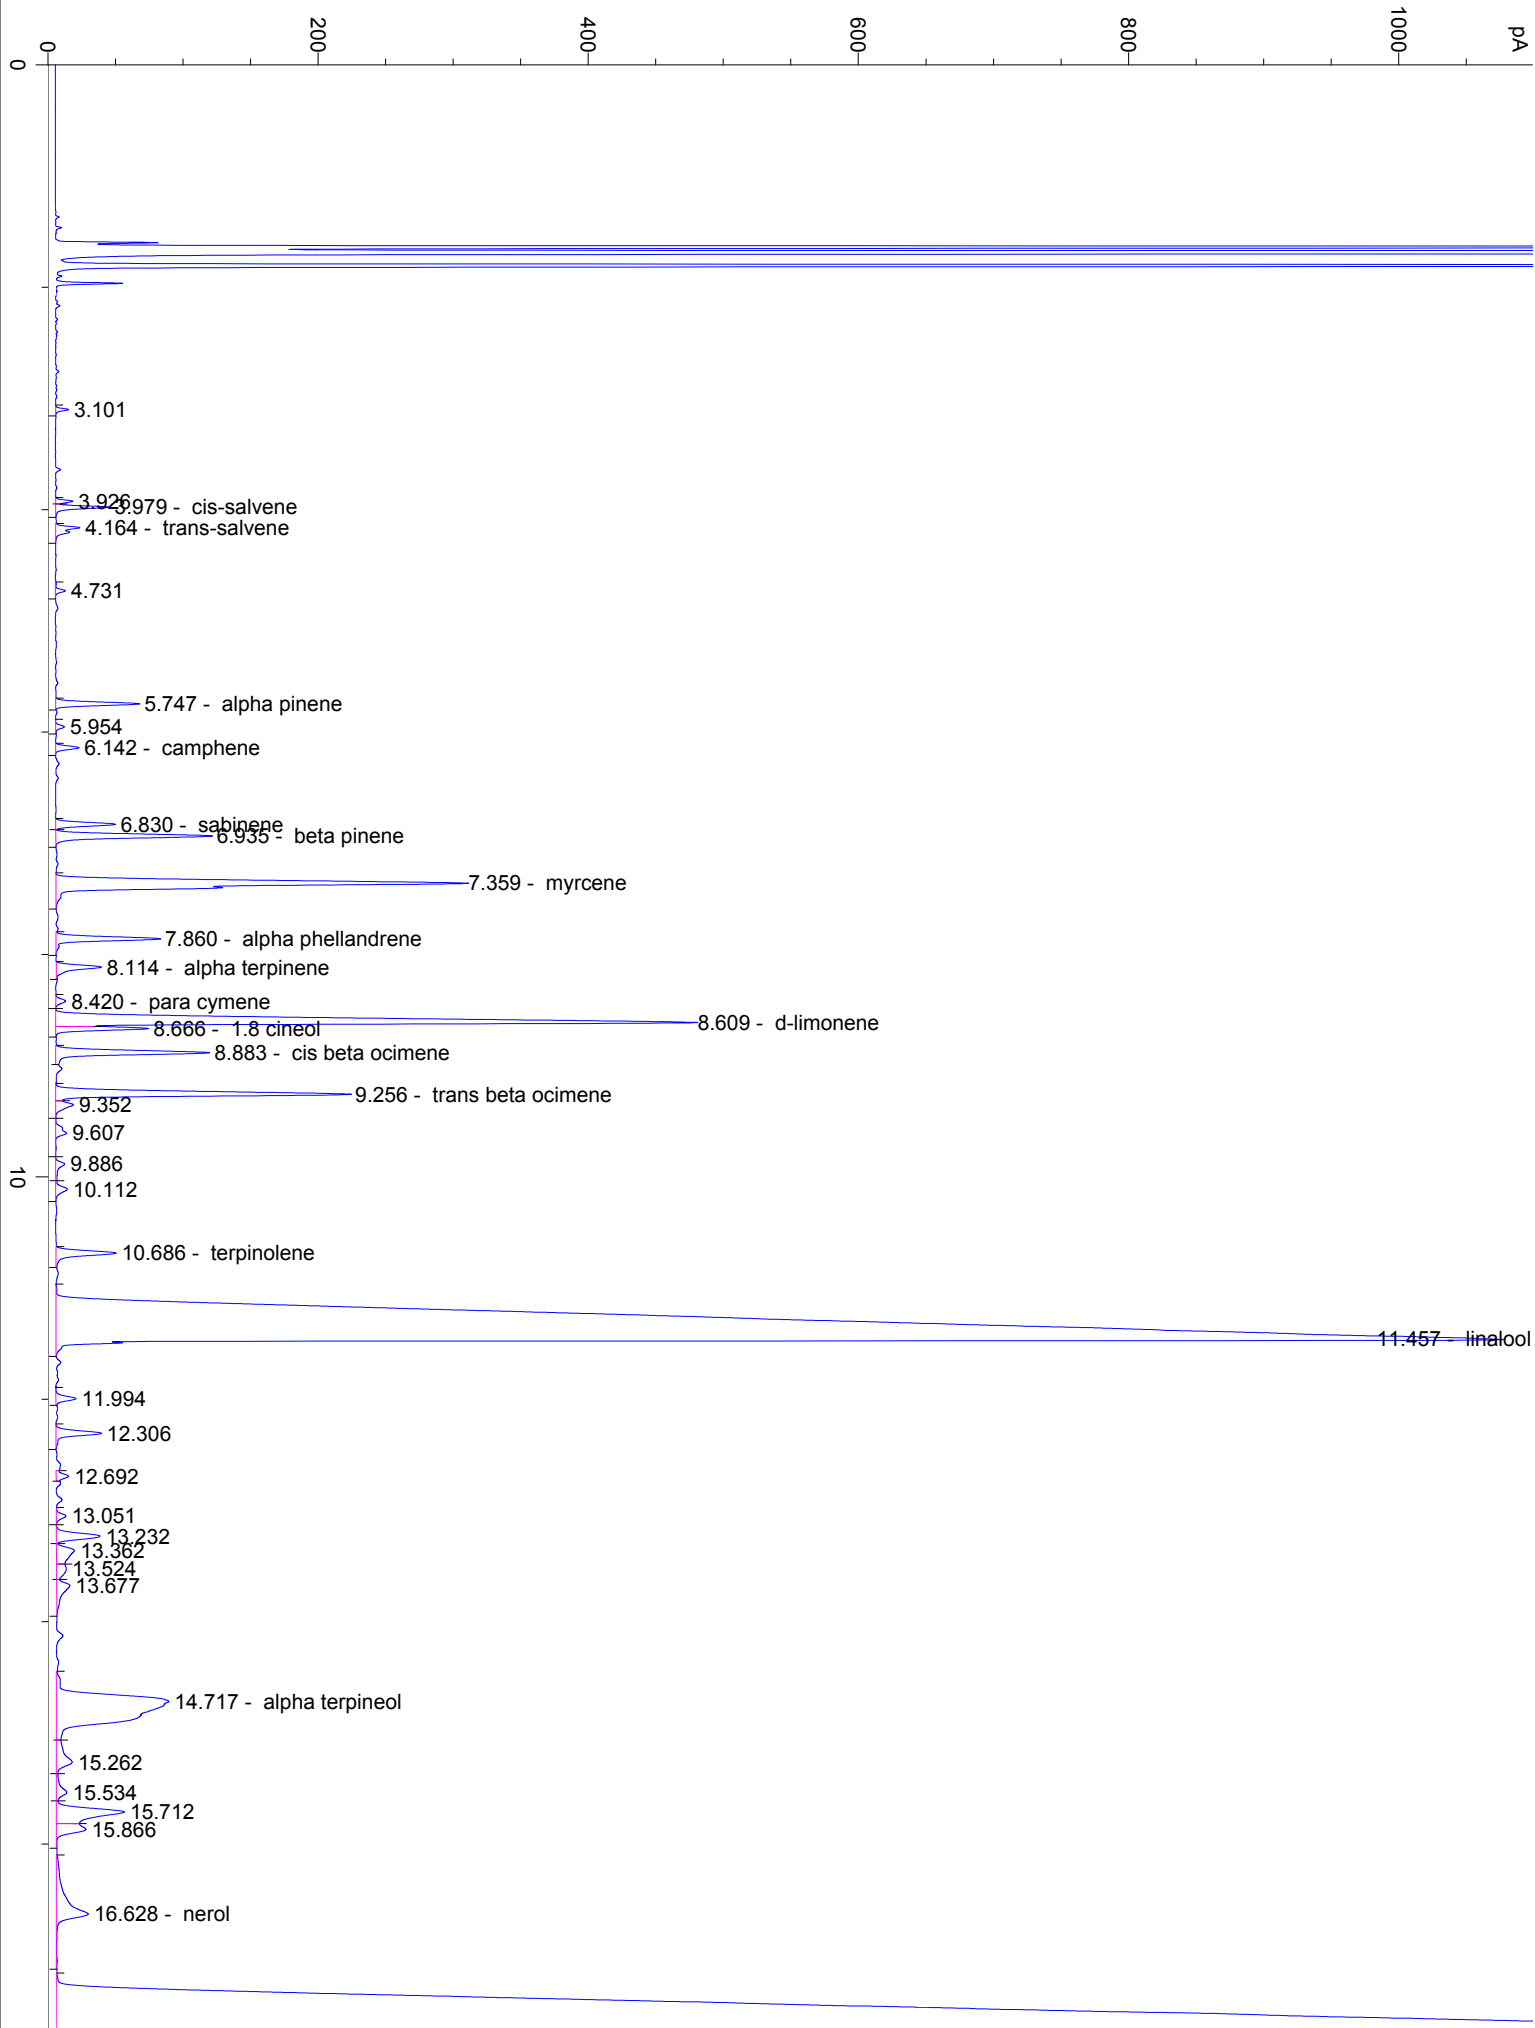 pA
0
200
400
600
800
1000
0
3.101
3.926
3.979 - cis-salvene
4.164 - trans-salvene
4.731
5.747 - alpha pinene
5.954
6.142 - camphene
6.830 - sabinene
6.935 - beta pinene
7.359 - myrcene
7.860 - alpha phellandrene
8.114 - alpha terpinene
8.420 - para cymene
8.609 - d-limonene
8.666 - 1.8 cineol
8.883 - cis beta ocimene
9.256 - trans beta ocimene
9.352
9.607
9.886
10
10.112
10.686 - terpinolene
11.457 - linalool
11.994
12.306
12.692
13.051
13.232
13.362
13.524
13.677
14.717 - alpha terpineol
15.262
15.534
15.712
15.866
16.628 - nerol